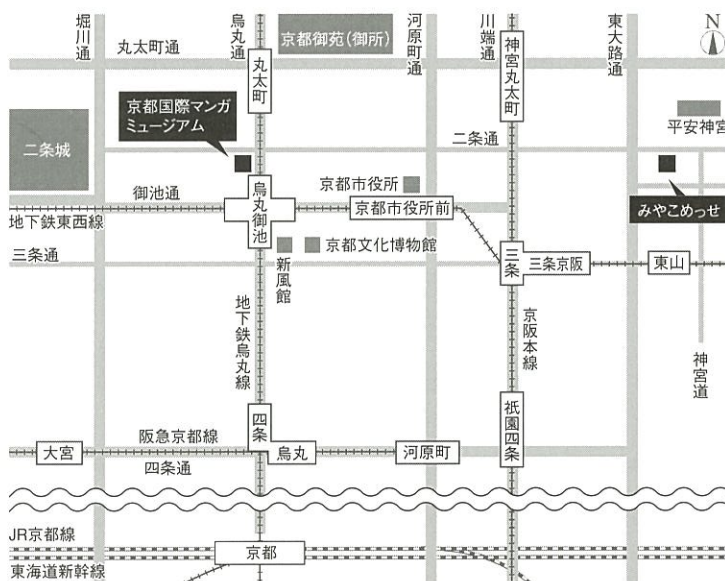 堀川通
烏丸通
京都御苑(御所)
河原町通
川端通
東大路通
N
丸太町通
丸太町
神宮丸太町
京都国際マンガ
ミュージアム
二条城
二条通
平安神宮
御池通
烏丸御池
京都市役所
京都市役所前
みやこめっせ
地下鉄東西線
三条通
新風館
京都文化博物館
三条
三条京阪
東山
地下鉄烏丸線
京阪本線
神宮道
四条
祇園四条
大宮
阪急京都線
四条通
烏丸
河原町
JR京都線
京都
東海道新幹線